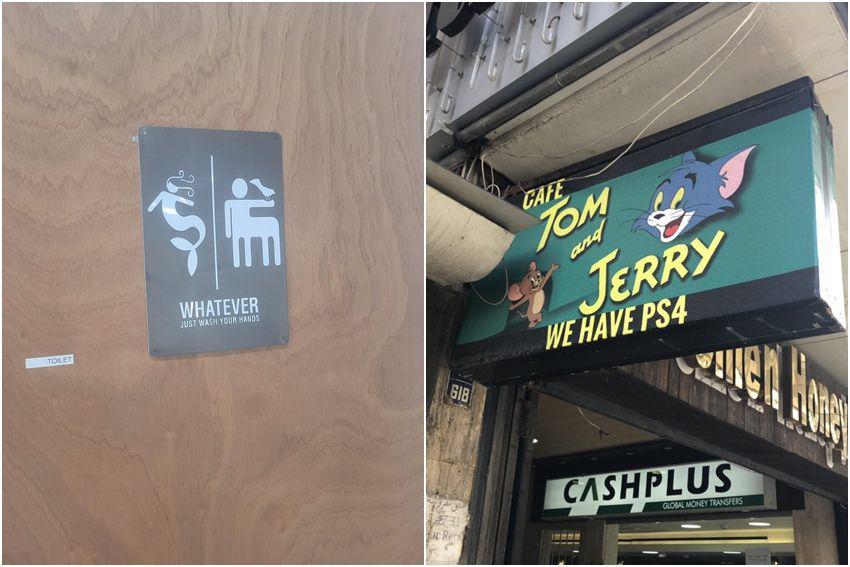 WHATEVER
JUST WASH YOUR HANDS
TOILET
CAFE
TOM
and
JERRY
WE HAVE PS4
618
Honey
CASHPLUS
GLOBAL MONEY TRANSFERS